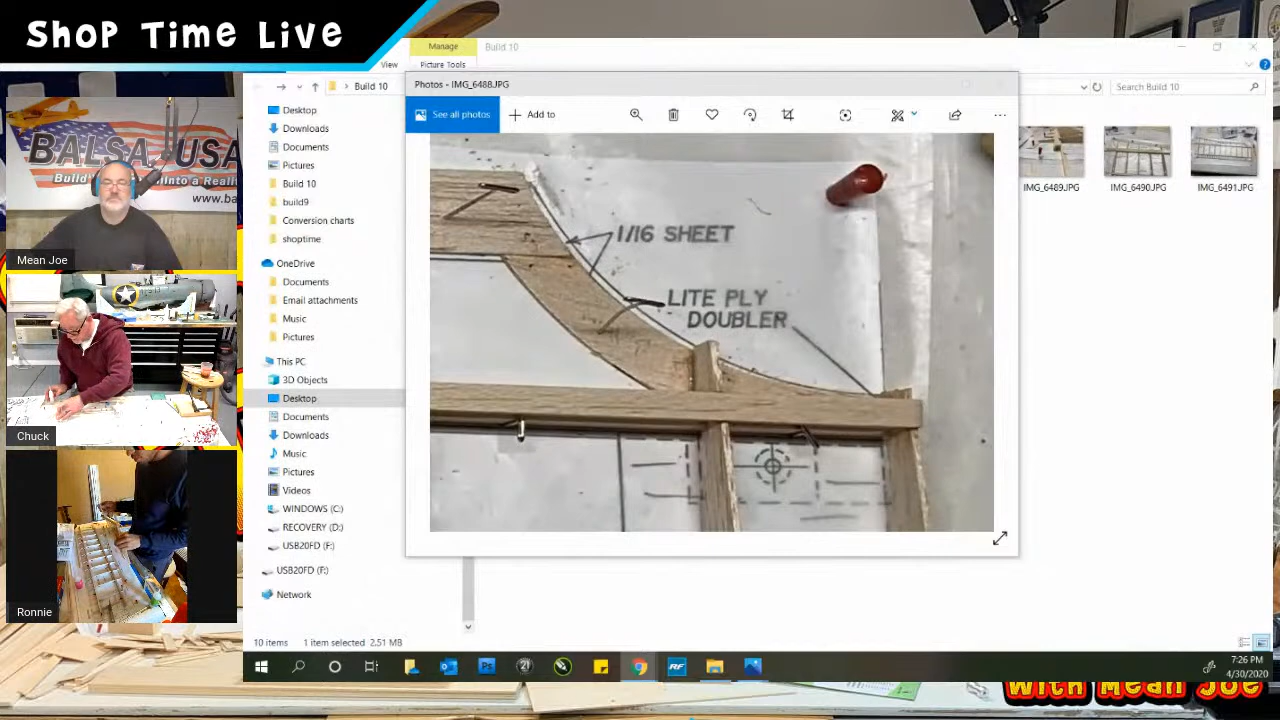 Shop Time Live
Manage
Build 10
View
Picture Tools
Build 10
Search Build 10
Photos - IMG_6488.JPG
See all photos
Add to
Desktop
Downloads
Documents
Pictures
Build 10
build9
Conversion charts
shoptime
OneDrive
Documents
Email attachments
Music
Pictures
This PC
3D Objects
Desktop
Documents
Downloads
Music
Pictures
Videos
WINDOWS (C:)
RECOVERY (D:)
USB20FD (F:)
USB20FD (F:)
Network
10 items
1 item selected
2.51 MB
1/16 SHEET
LITE PLY
DOUBLER
IMG_6489.JPG
IMG_6490.JPG
IMG_6491.JPG
BALSA USA
Mean Joe
Chuck
Ronnie
Ps
RF
7:26 PM
4/30/2020
With Mean Joe